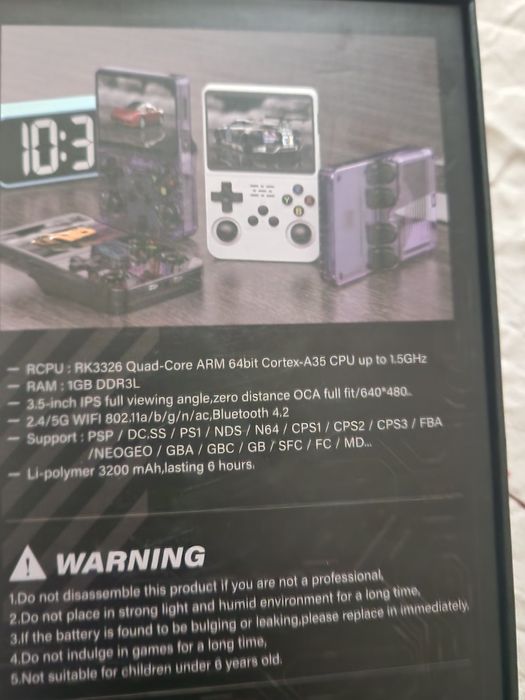 10:3
Y
B
— RCPU : RK3326 Quad-Core ARM 64bit Cortex-A35 CPU up to 1.5GHz
— RAM : 1GB DDR3L
— 3.5-inch IPS full viewing angle,zero distance OCA full fit/640*480.
— 2.4/5G WIFI 802.11a/b/g/n/ac,Bluetooth 4.2
— Support : PSP / DC,SS / PS1 / NDS / N64 / CPS1 / CPS2 / CPS3 / FBA
/NEOGEO / GBA / GBC / GB / SFC / FC / MD...
— Li-polymer 3200 mAh,lasting 6 hours.
WARNING
1.Do not disassemble this product if you are not a professional,
2.Do not place in strong light and humid environment for a long time,
3.If the battery is found to be bulging or leaking,please replace in immediately.
4.Do not indulge in games for a long time,
5.Not suitable for children under 6 years old.